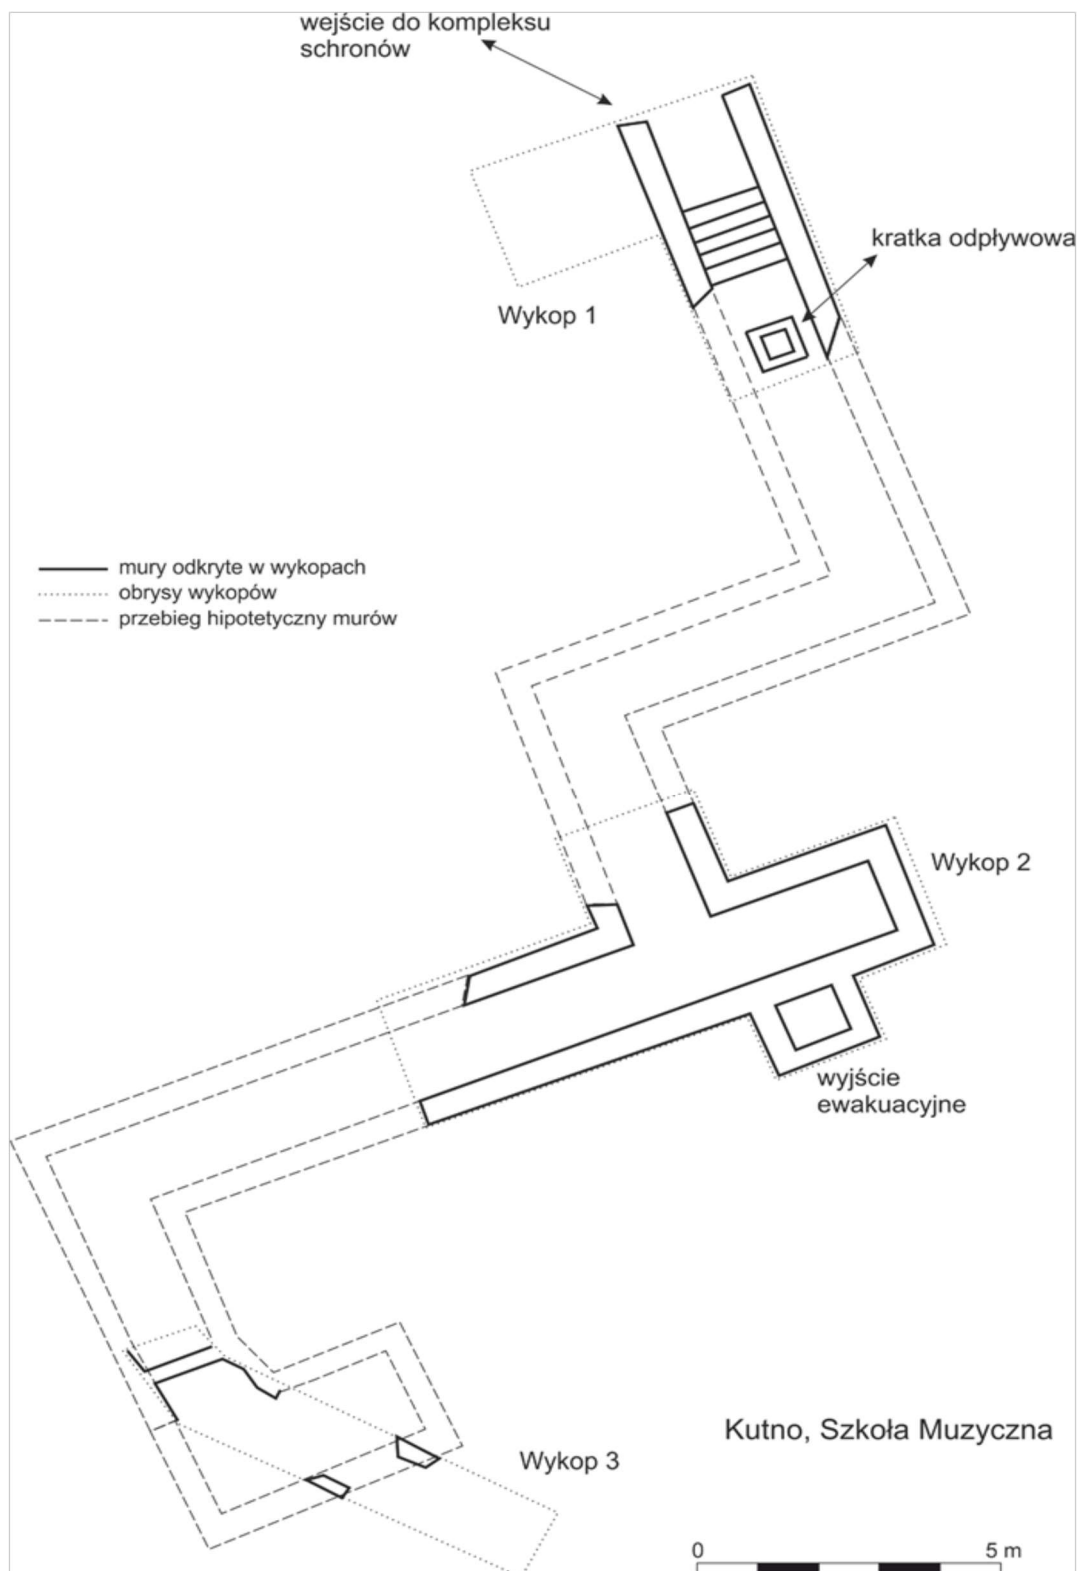 wejście do kompleksu
schronów
kratka odpływowa
Wykop 1
mury odkryte w wykopach
obrysy wykopów
przebieg hipotetyczny murów
Wykop 2
wyjście
ewakuacyjne
Kutno, Szkoła Muzyczna
Wykop 3
0 5 m